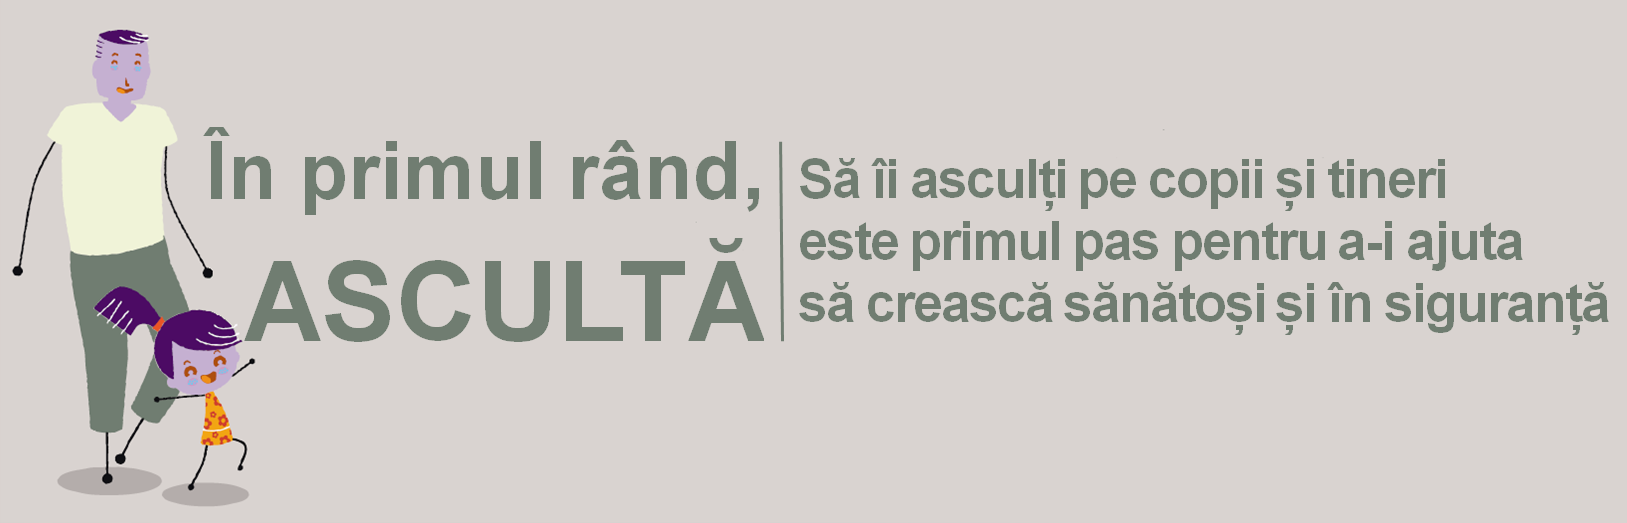 În primul rând,
ASCULTĂ
Să îi asculți pe copii și tineri
este primul pas pentru a-i ajuta
să crească sănătoși și în siguranță